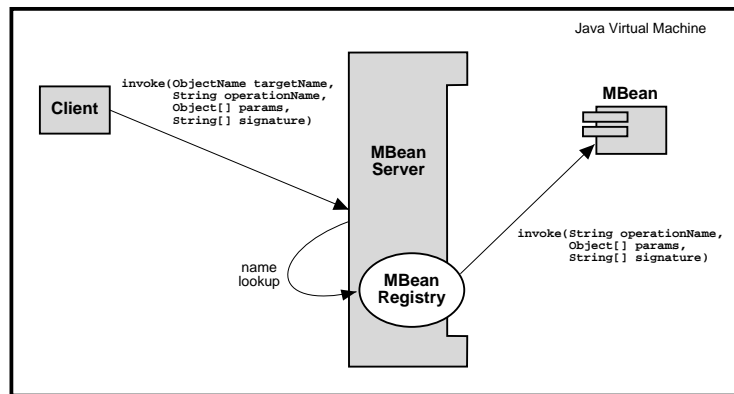 Java Virtual Machine
invoke(ObjectName targetName,
String operationName,
Object[] params,
String[] signature)
Client
MBean
MBean
Server
invoke(String operationName,
Object[] params,
String[] signature)
name
lookup
MBean
Registry